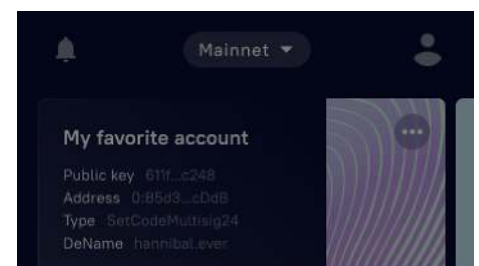 Mainnet
My favorite account
Public key 611f...c248
Address 0:85d3...cDdB
Type SetCodeMultisig24
DeName hannibal.ever